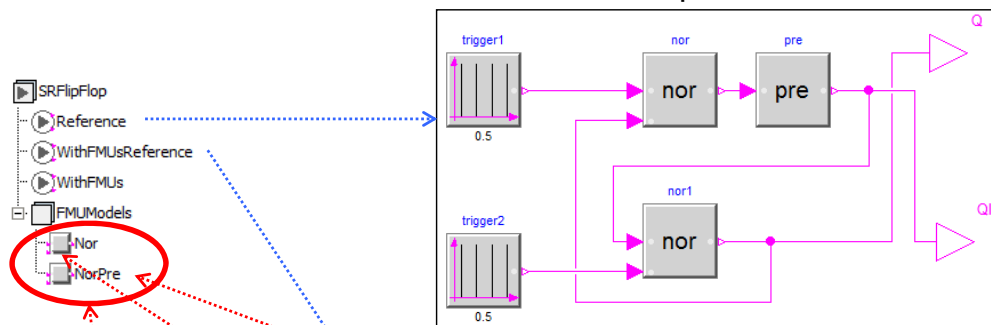 SRFlipFlop
Reference
WithFMUsReference
WithFMUs
FMUModels
Nor
NorPre
Q
trigger1
nor
pre
nor
pre
0.5
nor1
trigger2
nor
0.5